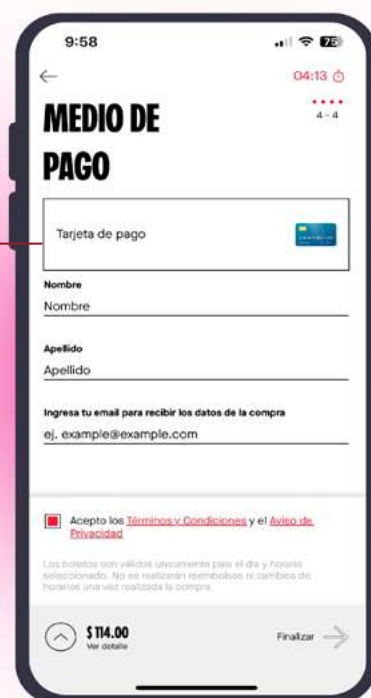 9:58
75
04:13
MEDIO DE
PAGO
4 - 4
Tarjeta de pago
Nombre
Nombre
Apellido
Apellido
Ingresa tu email para recibir los datos de la compra
ej. example@example.com
Acepto los Términos y Condiciones y el Aviso de
Privacidad
Los boletos son válidos únicamente para el día y horario
seleccionado. No se realizarán reembolsos ni cambios de
horarios una vez realizada la compra.
$114.00
Ver detalle
Finalizar